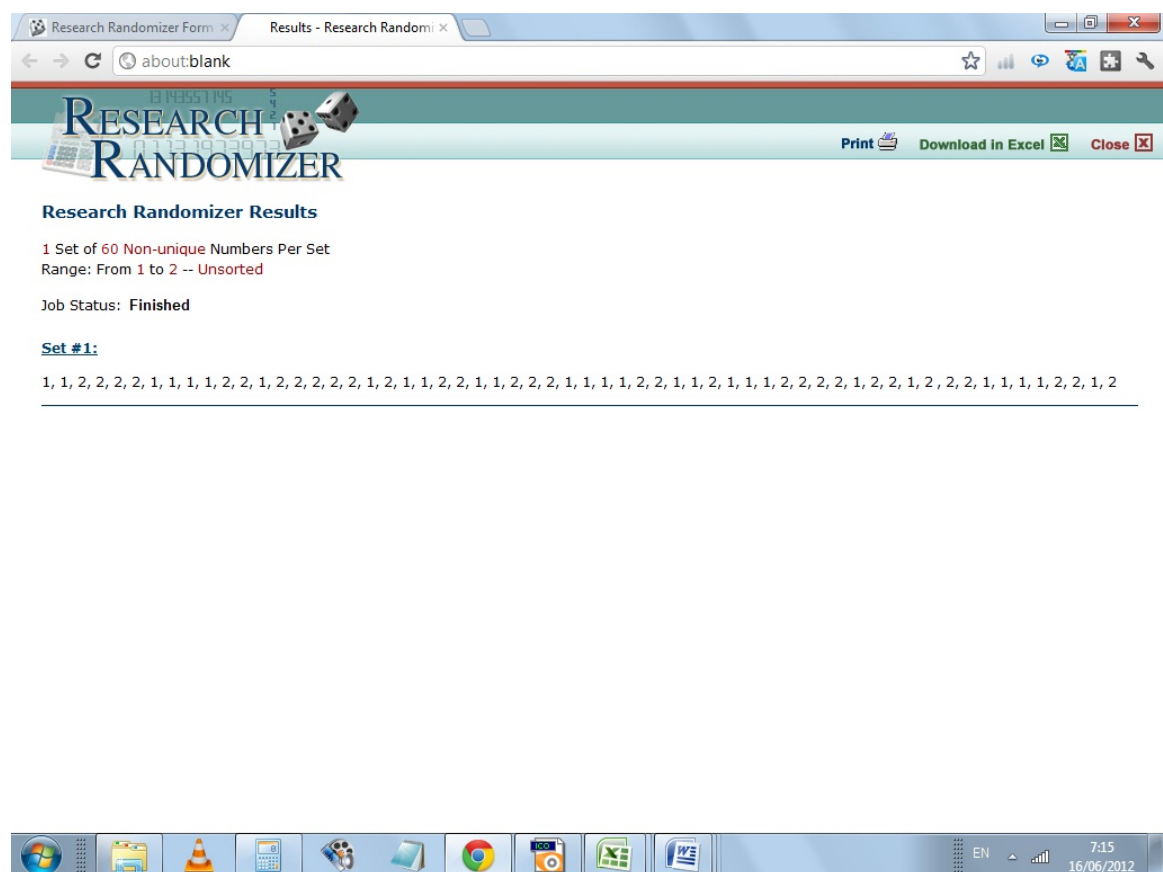 Research Randomizer Form
Results - Research Randomi
about:blank
RESEARCH
RANDOMIZER
Print
Download in Excel
Close
Research Randomizer Results
1 Set of 60 Non-unique Numbers Per Set
Range: From 1 to 2 -- Unsorted
Job Status: Finished
Set #1:
1, 1, 2, 2, 2, 2, 1, 1, 1, 1, 2, 2, 1, 2, 2, 2, 2, 2, 1, 2, 1, 1, 2, 2, 1, 1, 2, 2, 2, 1, 1, 1, 1, 2, 2, 1, 1, 2, 1, 1, 1, 2, 2, 2, 2, 1, 2, 2, 1, 2 , 2, 2, 1, 1, 1, 1, 2, 2, 1, 2
ICO
EN
7:15
16/06/2012